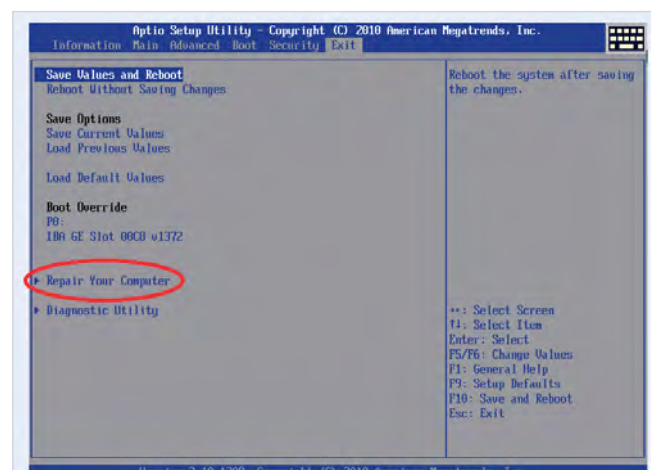 Aptio Setup Utility - Copyright (C) 2010 American Megatrends, Inc.
Information Main Advanced Boot Security Exit
Save Values and Reboot
Reboot Without Saving Changes
Save Options
Save Current Values
Load Previous Values
Load Default Values
Boot Override
P0:
IBA GE Slot 00C8 v1372
Repair Your Computer
Diagnostic Utility
Reboot the system after saving
the changes.
↔: Select Screen
↑↓: Select Item
Enter: Select
F5/F6: Change Values
F1: General Help
F9: Setup Defaults
F10: Save and Reboot
Esc: Exit